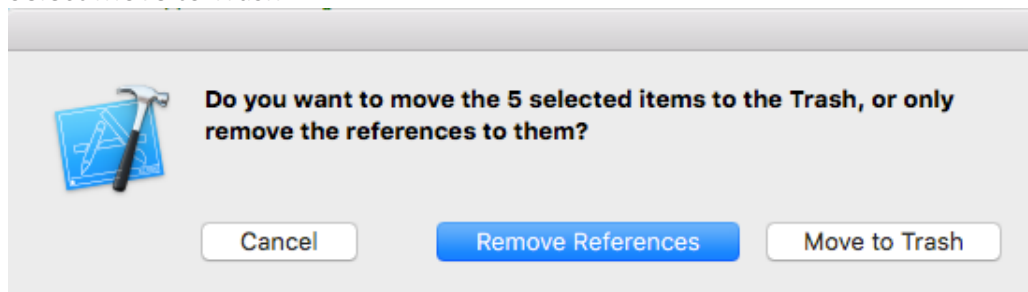 Do you want to move the 5 selected items to the Trash, or only
remove the references to them?
Cancel
Remove References
Move to Trash